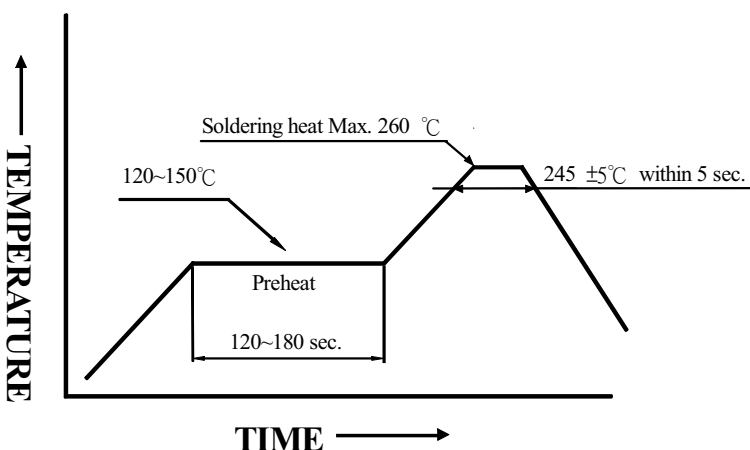 Soldering heat Max. 260 ℃
245 ±5℃ within 5 sec.
120~150℃
Preheat
120~180 sec.
TEMPERATURE
TIME